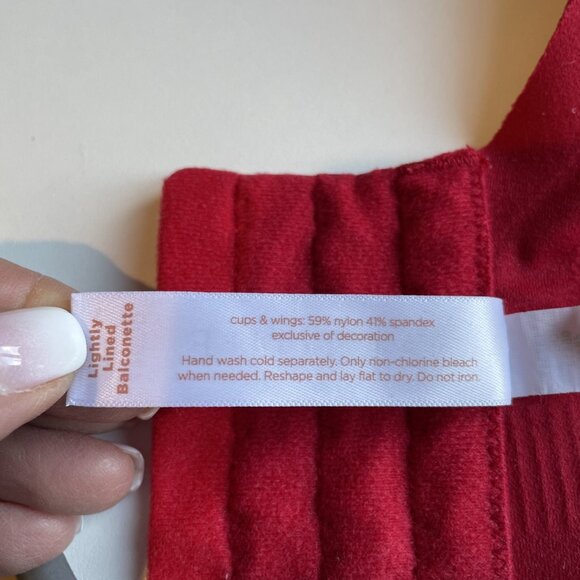 Lightly
Lined
Balconette
cups & wings: 59% nylon 41% spandex
exclusive of decoration
Hand wash cold separately. Only non-chlorine bleach
when needed. Reshape and lay flat to dry. Do not iron.